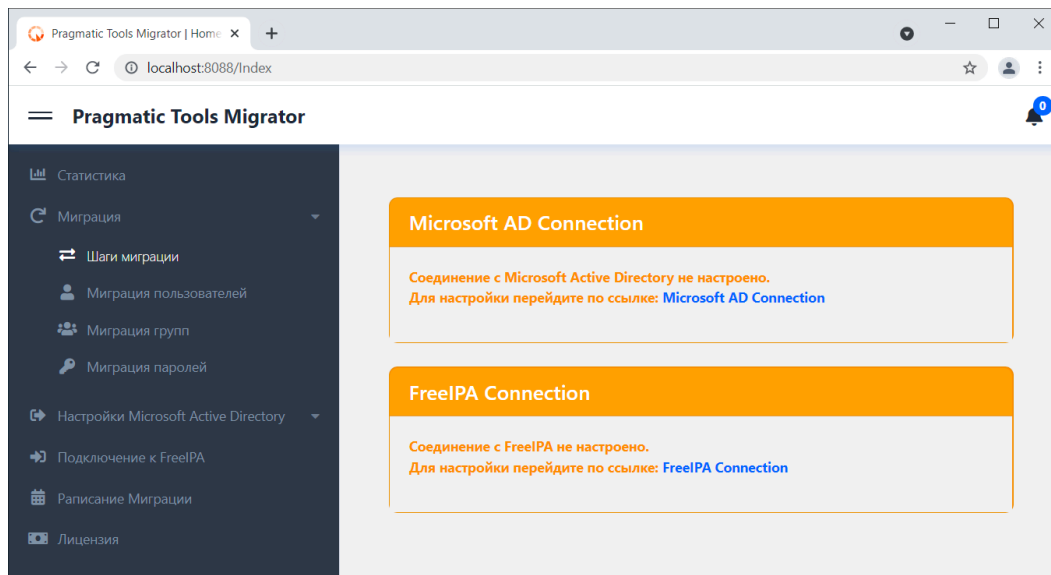 Pragmatic Tools Migrator | Home
localhost:8088/Index
Pragmatic Tools Migrator
0
Статистика
Миграция
Шаги миграции
Миграция пользователей
Миграция групп
Миграция паролей
Настройки Microsoft Active Directory
Подключение к FreeIPA
Раписание Миграции
Лицензия
Microsoft AD Connection
Соединение с Microsoft Active Directory не настроено.
Для настройки перейдите по ссылке: Microsoft AD Connection
FreeIPA Connection
Соединение с FreeIPA не настроено.
Для настройки перейдите по ссылке: FreeIPA Connection